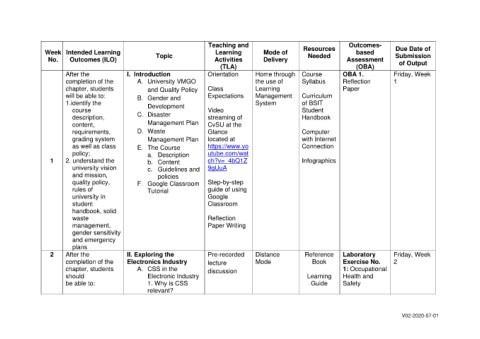 Week No.
Intended Learning Outcomes (ILO)
Topic
Teaching and Learning Activities (TLA)
Mode of Delivery
Resources Needed
Outcomes-based Assessment (OBA)
Due Date of Submission of Output
1
After the
completion of the
chapter, students
will be able to:
1.identify the
course
description,
content,
requirements,
grading system
as well as class
policy;
2. understand the
university vision
and mission,
quality policy,
rules of
university in
student
handbook, solid
waste
management,
gender sensitivity
and emergency
plans
I. Introduction
A. University VMGO
and Quality Policy
B. Gender and
Development
C. Disaster
Management Plan
D. Waste
Management Plan
E. The Course
a. Description
b. Content
c. Guidelines and
policies
F. Google Classroom
Tutorial
Orientation
Class
Expectations
Video
streaming of
CvSU at the
Glance
located at
https://www.yo
utube.com/wat
Step-by-step
guide of using
Google
Classroom
Reflection
Paper Writing
Home through
the use of
Learning
Management
System
Course
Syllabus
Curriculum
of BSIT
Student
Handbook
Computer
with Internet
Connection
Infographics
OBA 1.
Reflection
Paper
Friday, Week
1
2
After the
completion of the
chapter, students
should
be able to:
II. Exploring the
Electronics Industry
A. CSS in the
Electronic Industry
1. Why is CSS
relevant?
Pre-recorded
lecture
discussion
Distance
Mode
Reference
Book
Learning
Guide
Laboratory
Exercise No.
1: Occupational
Health and
Safety
Friday, Week
2
V02-2020-07-01